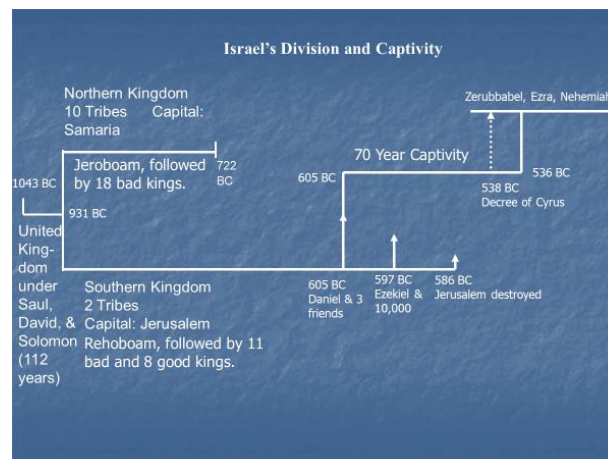 Israel's Division and Captivity
Northern Kingdom
10 Tribes Capital:
Samaria
Zerubbabel, Ezra, Nehemiah
Jeroboam, followed
by 18 bad kings.
722
BC
70 Year Captivity
1043 BC
605 BC
536 BC
538 BC
Decree of Cyrus
931 BC
United
King-
dom
under
Saul,
David, &
Solomon
(112
years)
Southern Kingdom
2 Tribes
Capital: Jerusalem
Rehoboam, followed by 11
bad and 8 good kings.
605 BC
Daniel & 3
friends
597 BC
Ezekiel &
10,000
586 BC
Jerusalem destroyed